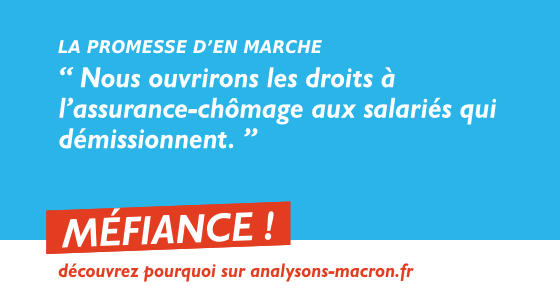 LA PROMESSE D’EN MARCHE
“ Nous ouvrirons les droits à
l’assurance-chômage aux salariés qui
démissionnent. ”
MÉFIANCE !
découvrez pourquoi sur analysons-macron.fr